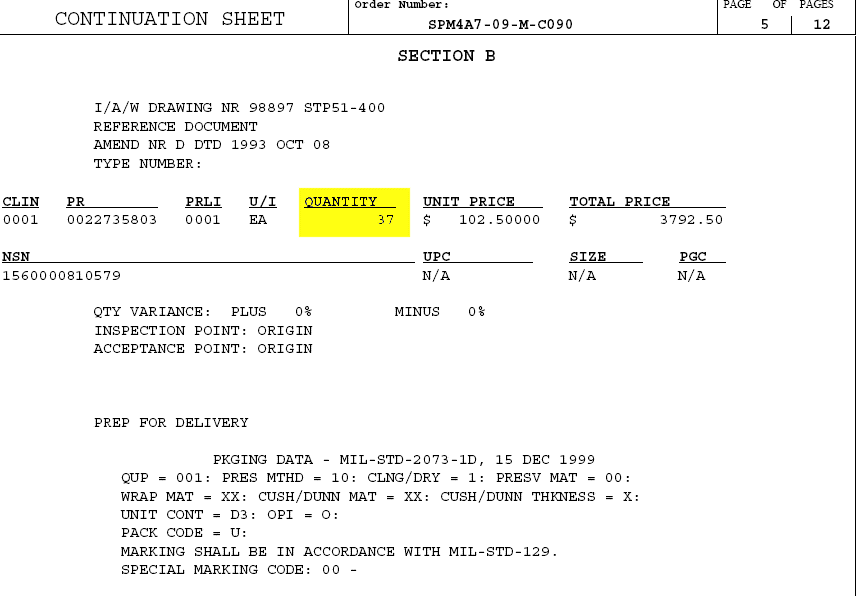 CONTINUATION SHEET
Order Number:
SPM4A7-09-M-C090
PAGE OF PAGES
5 12
SECTION B
I/A/W DRAWING NR 98897 STP51-400
REFERENCE DOCUMENT
AMEND NR D DTD 1993 OCT 08
TYPE NUMBER:
CLIN PR PRLI U/I QUANTITY UNIT PRICE TOTAL PRICE
0001 0022735803 0001 EA 37 $ 102.50000 $ 3792.50
NSN UPC SIZE PGC
1560000810579 N/A N/A N/A
QTY VARIANCE: PLUS 0% MINUS 0%
INSPECTION POINT: ORIGIN
ACCEPTANCE POINT: ORIGIN
PREP FOR DELIVERY
PKGING DATA - MIL-STD-2073-1D, 15 DEC 1999
QUP = 001: PRES MTHD = 10: CLNG/DRY = 1: PRESV MAT = 00:
WRAP MAT = XX: CUSH/DUNN MAT = XX: CUSH/DUNN THKNESS = X:
UNIT CONT = D3: OPI = O:
PACK CODE = U:
MARKING SHALL BE IN ACCORDANCE WITH MIL-STD-129.
SPECIAL MARKING CODE: 00 -